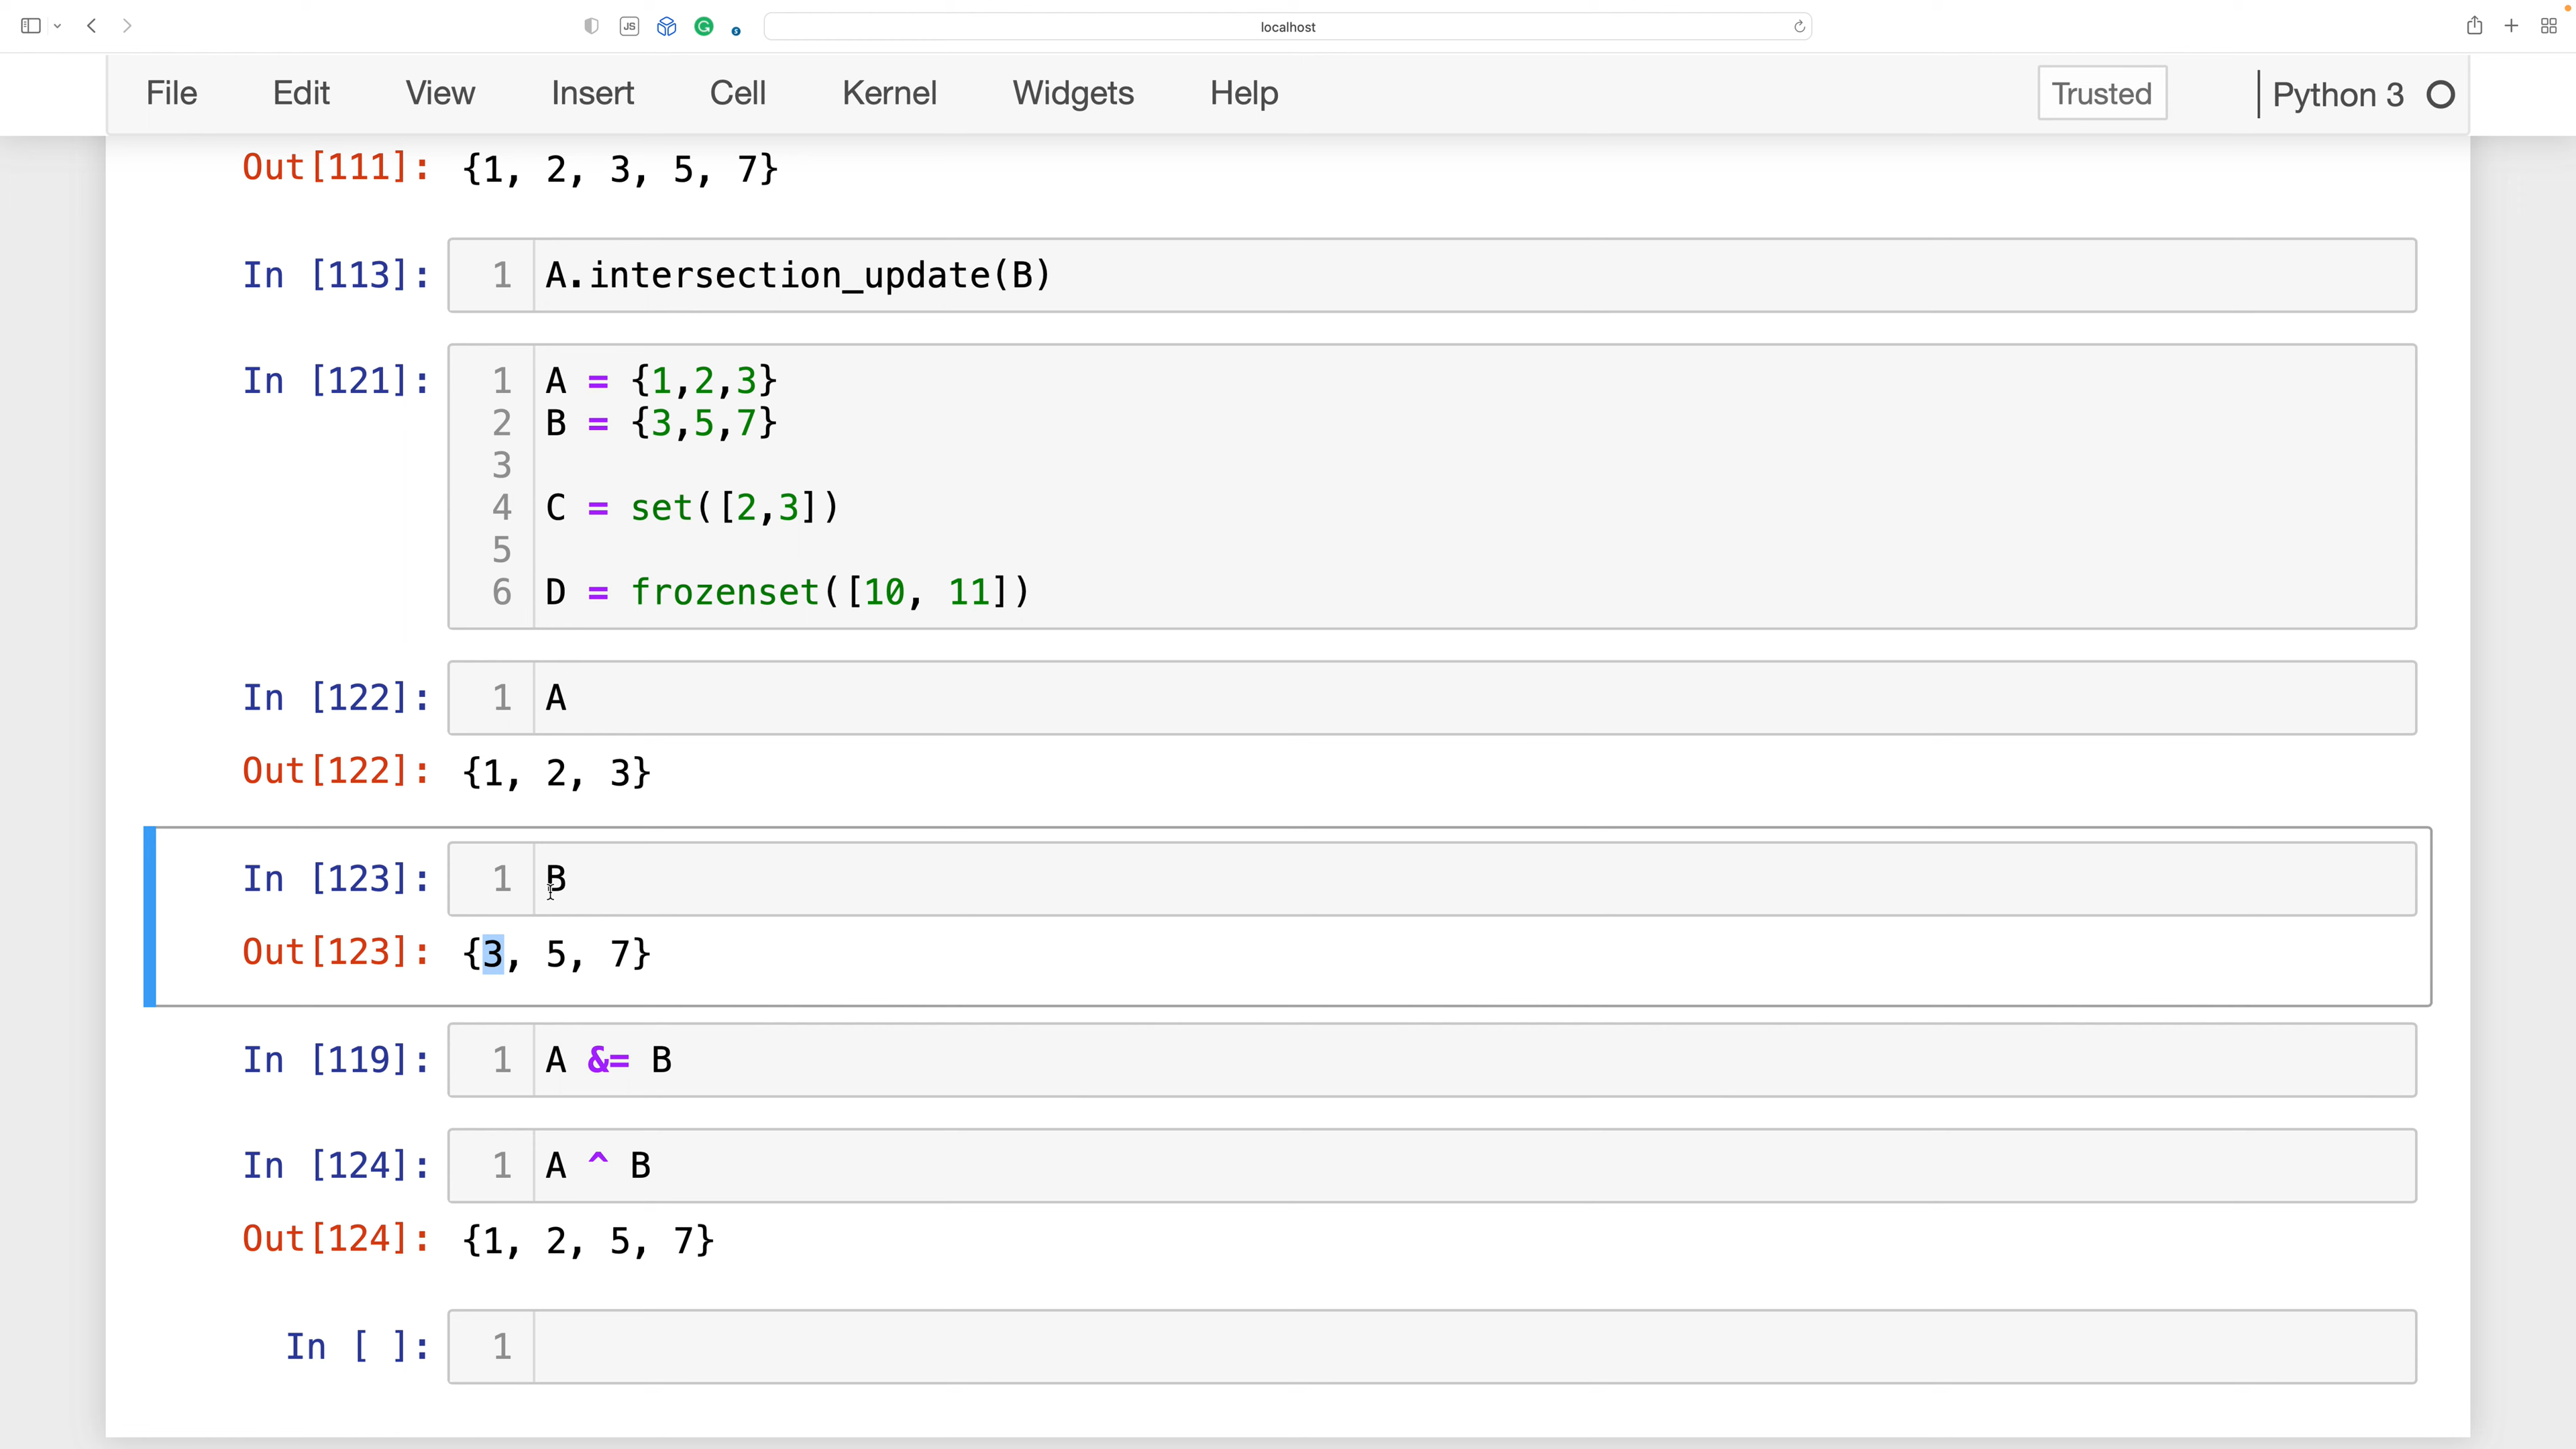 localhost
File Edit View Insert Cell Kernel Widgets Help Trusted Python 3
Out[111]: {1, 2, 3, 5, 7}
In [113]: 1 A.intersection_update(B)
In [121]: 1 A = {1,2,3}
2 B = {3,5,7}
3
4 C = set([2,3])
5
6 D = frozenset([10, 11])
In [122]: 1 A
Out[122]: {1, 2, 3}
In [123]: 1 B
Out[123]: {3, 5, 7}
In [119]: 1 A &= B
In [124]: 1 A ^ B
Out[124]: {1, 2, 5, 7}
In [ ]: 1